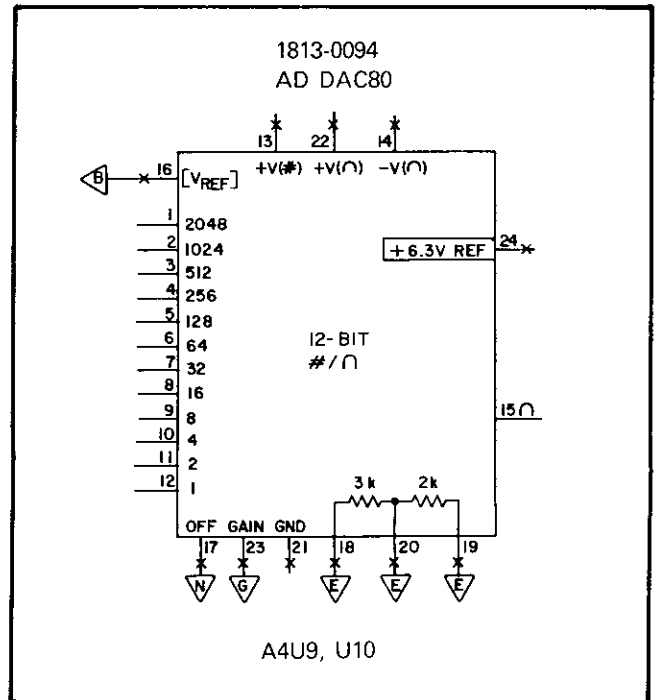 1813-0094
AD DAC80
13 22 14
+V(#) +V(∩) -V(∩)
B 16 [VREF]
1 2048
2 1024
+6.3V REF 24
3 512
4 256
5 128
12-BIT
6 64
#/∩
7 32
8 16
9 8
15 ∩
10 4
11 2
3k 2k
12 1
OFF GAIN GND
17 23 21 18 20 19
N G E E E
A4U9, U10